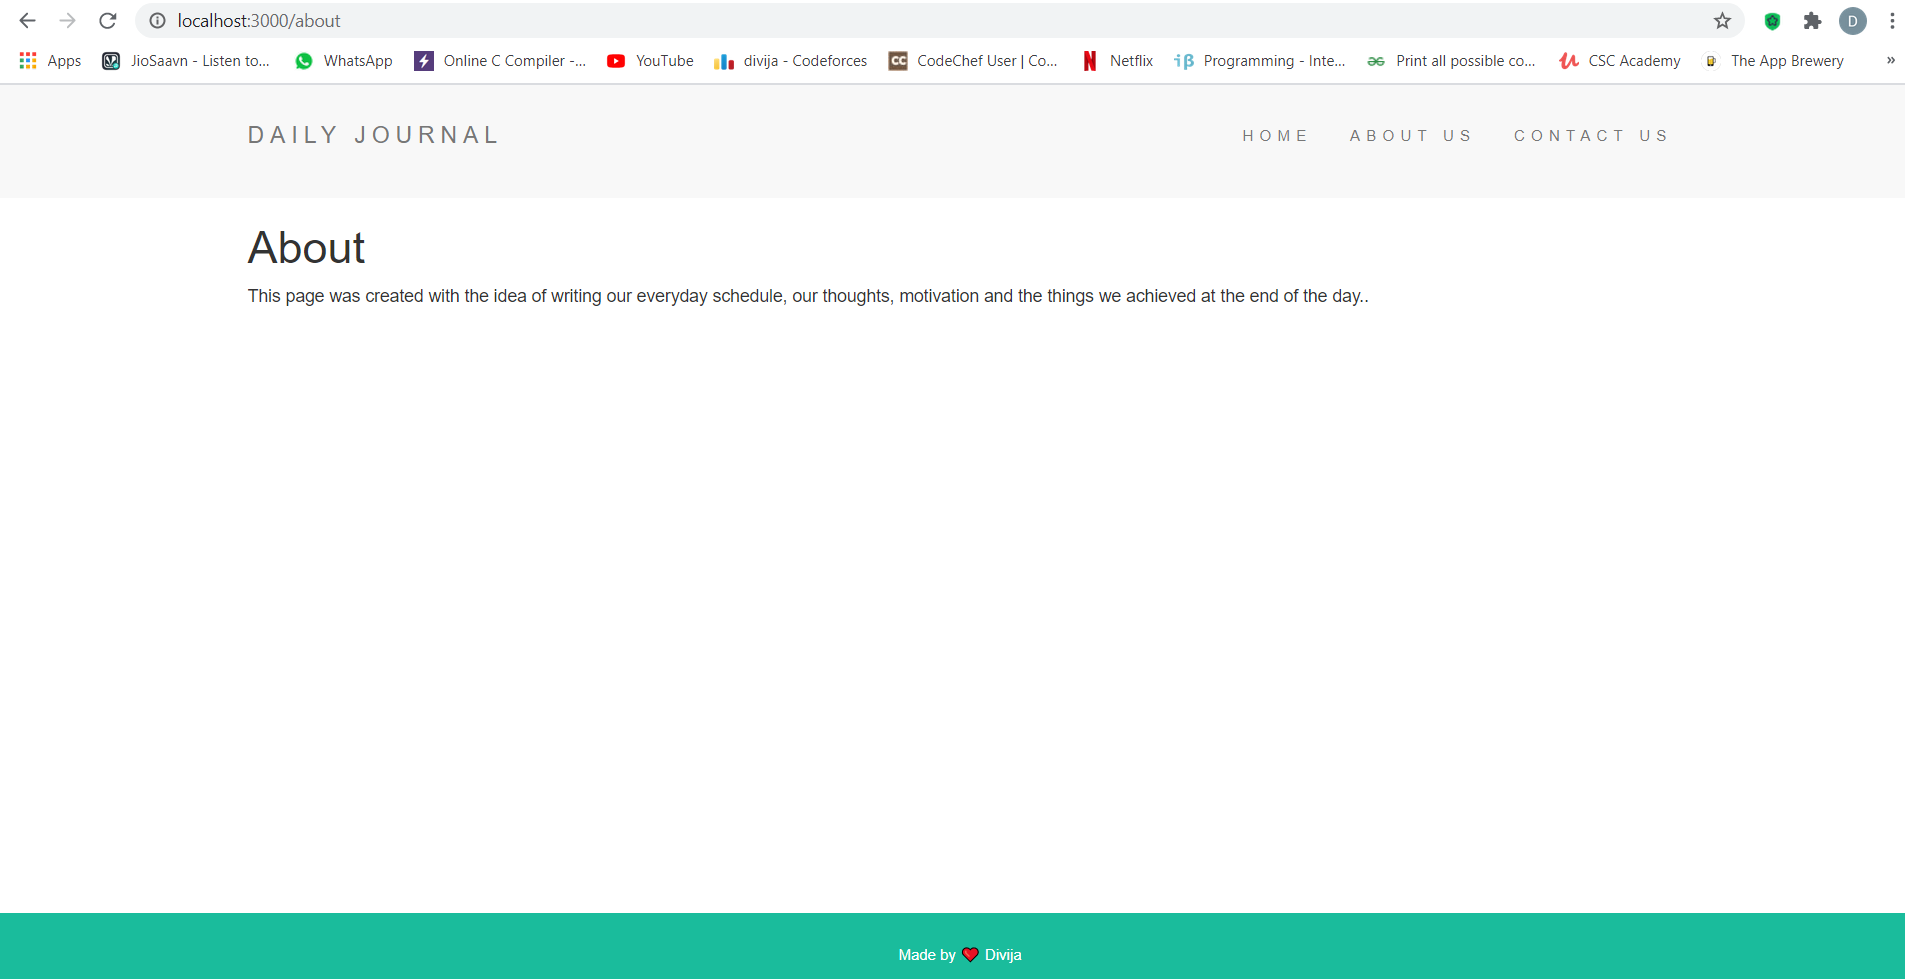 localhost:3000/about
D
Apps JioSaavn - Listen to... WhatsApp Online C Compiler -... YouTube divija - Codeforces CC CodeChef User | Co... N Netflix iβ Programming - Inte... Print all possible co... CSC Academy The App Brewery »
DAILY JOURNAL HOME ABOUT US CONTACT US
About
This page was created with the idea of writing our everyday schedule, our thoughts, motivation and the things we achieved at the end of the day..
Made by ❤ Divija